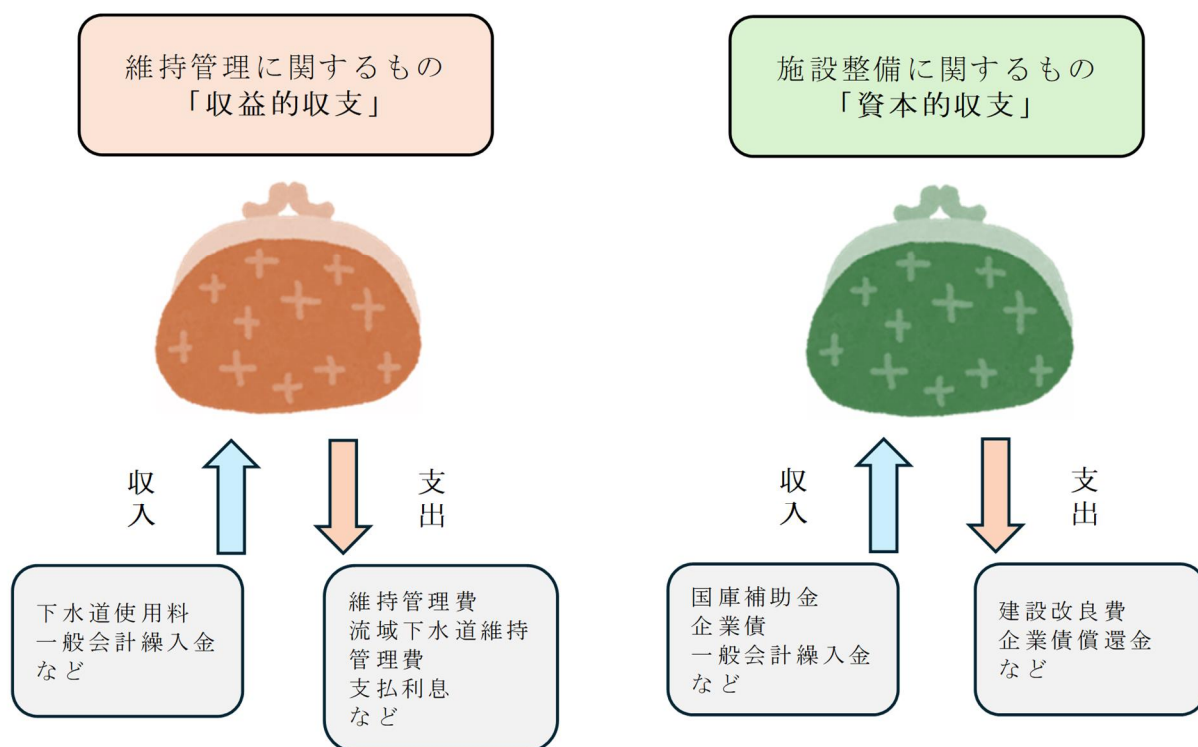 維持管理に関するもの
「収益的収支」
収入
支出
下水道使用料
一般会計繰入金
など
維持管理費
流域下水道維持
管理費
支払利息
など
施設整備に関するもの
「資本的収支」
収入
支出
国庫補助金
企業債
一般会計繰入金
など
建設改良費
企業債償還金
など